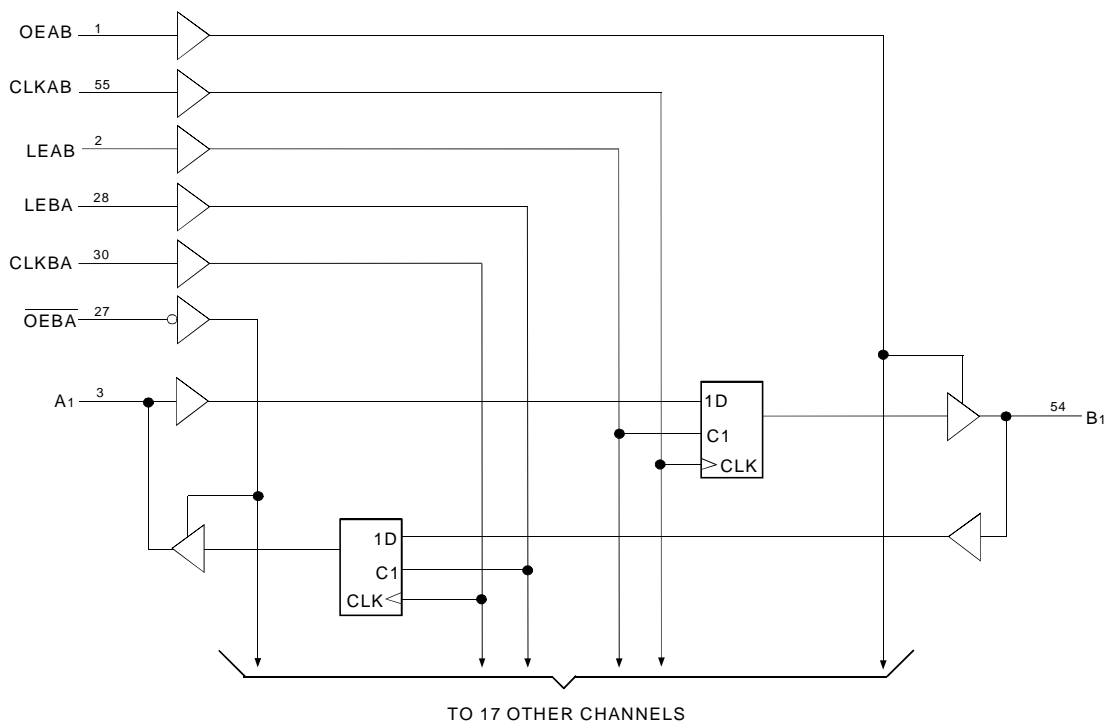 OEAB 1
CLKAB 55
LEAB 2
LEBA 28
CLKBA 30
OEBA 27
A1 3
1D
C1
CLK
54 B1
1D
C1
CLK
TO 17 OTHER CHANNELS